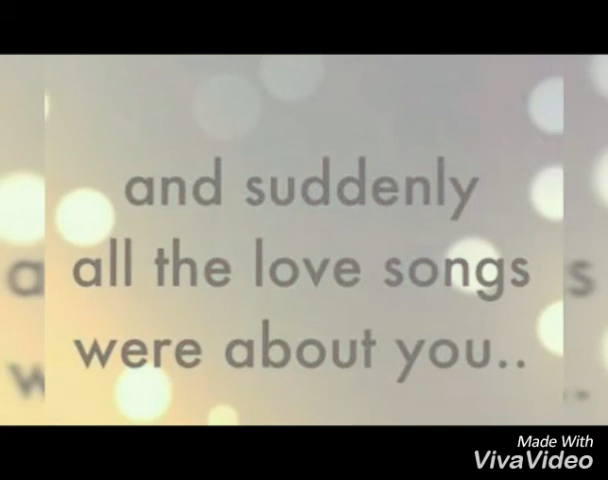 and suddenly
all the love songs
were about you..
Made With
VivaVideo